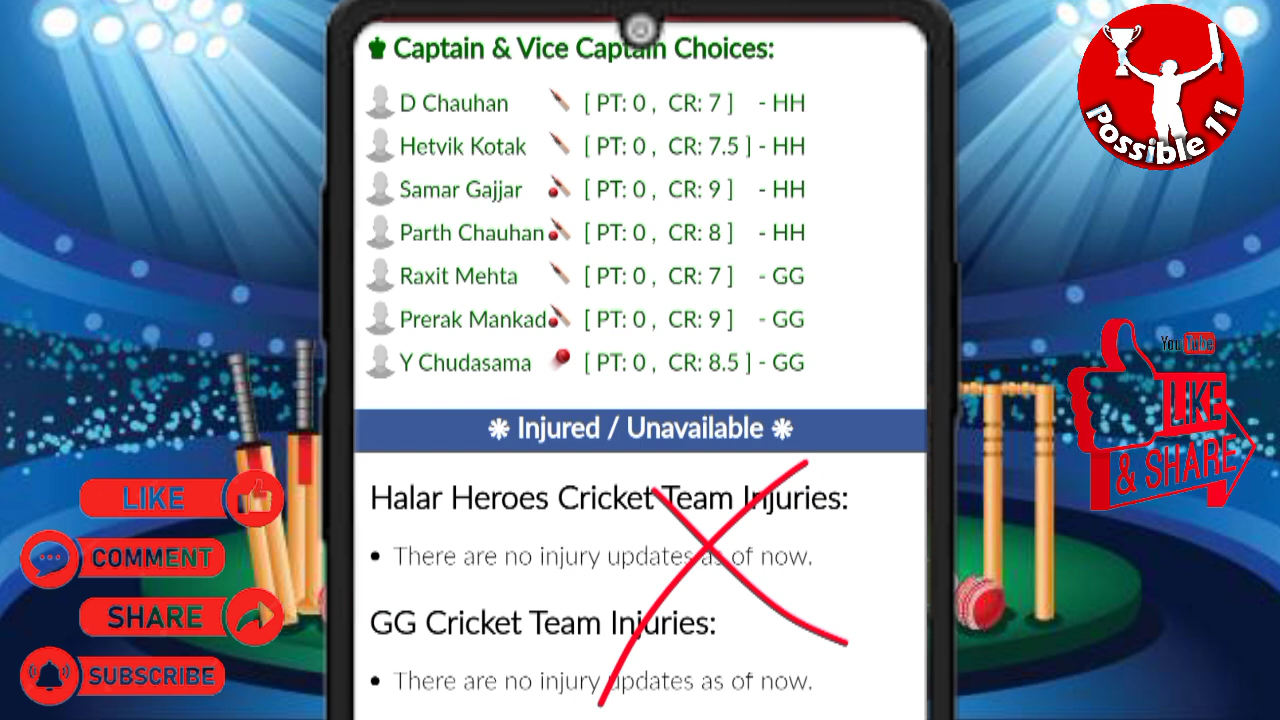 Captain & Vice Captain Choices:
D Chauhan [ PT: 0 , CR: 7 ] - HH
Hetvik Kotak [ PT: 0 , CR: 7.5 ] - HH
Samar Gajjar [ PT: 0 , CR: 9 ] - HH
Parth Chauhan [ PT: 0 , CR: 8 ] - HH
Raxit Mehta [ PT: 0 , CR: 7 ] - GG
Prerak Mankad [ PT: 0 , CR: 9 ] - GG
Y Chudasama [ PT: 0 , CR: 8.5 ] - GG
Injured / Unavailable
Halar Heroes Cricket Team Injuries:
• There are no injury updates as of now.
GG Cricket Team Injuries:
• There are no injury updates as of now.
Possible 11
YouTube
LIKE
& SHARE
LIKE
COMMENT
SHARE
SUBSCRIBE